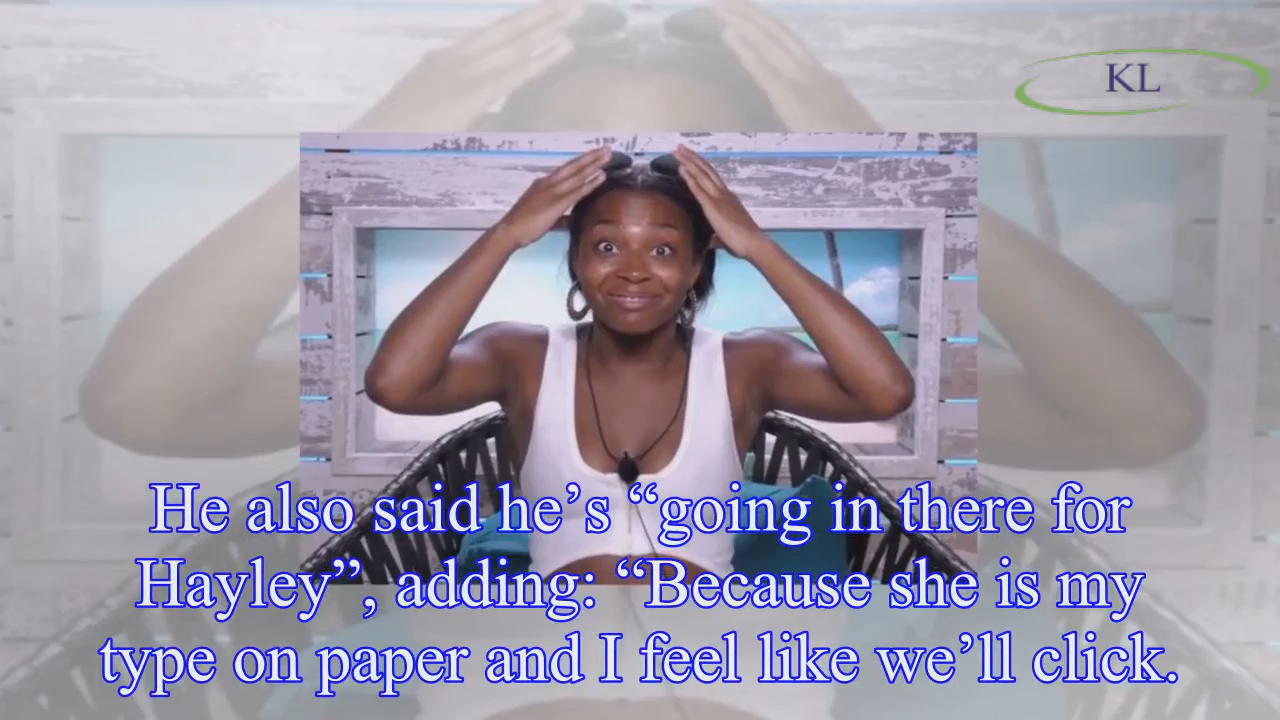 KL
He also said he’s “going in there for
Hayley”, adding: “Because she is my
type on paper and I feel like we’ll click.